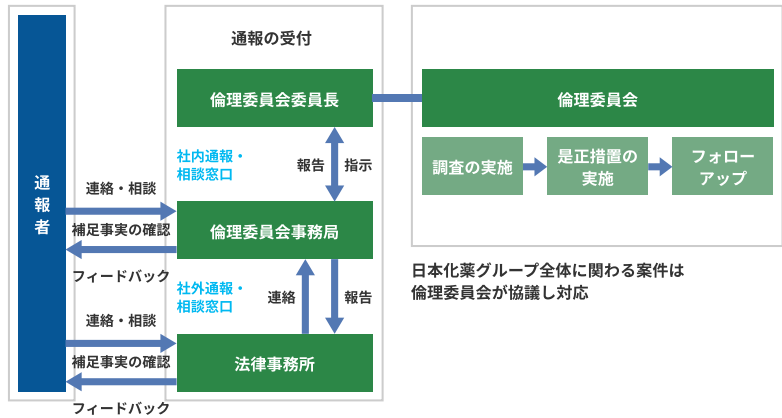 通報者
通報の受付
倫理委員会委員長
社内通報・
相談窓口
報告
指示
連絡・相談
補足事実の確認
フィードバック
倫理委員会事務局
社外通報・
相談窓口
連絡
報告
連絡・相談
補足事実の確認
フィードバック
法律事務所
倫理委員会
調査の実施
是正措置の
実施
フォロー
アップ
日本化薬グループ全体に関わる案件は
倫理委員会が協議し対応